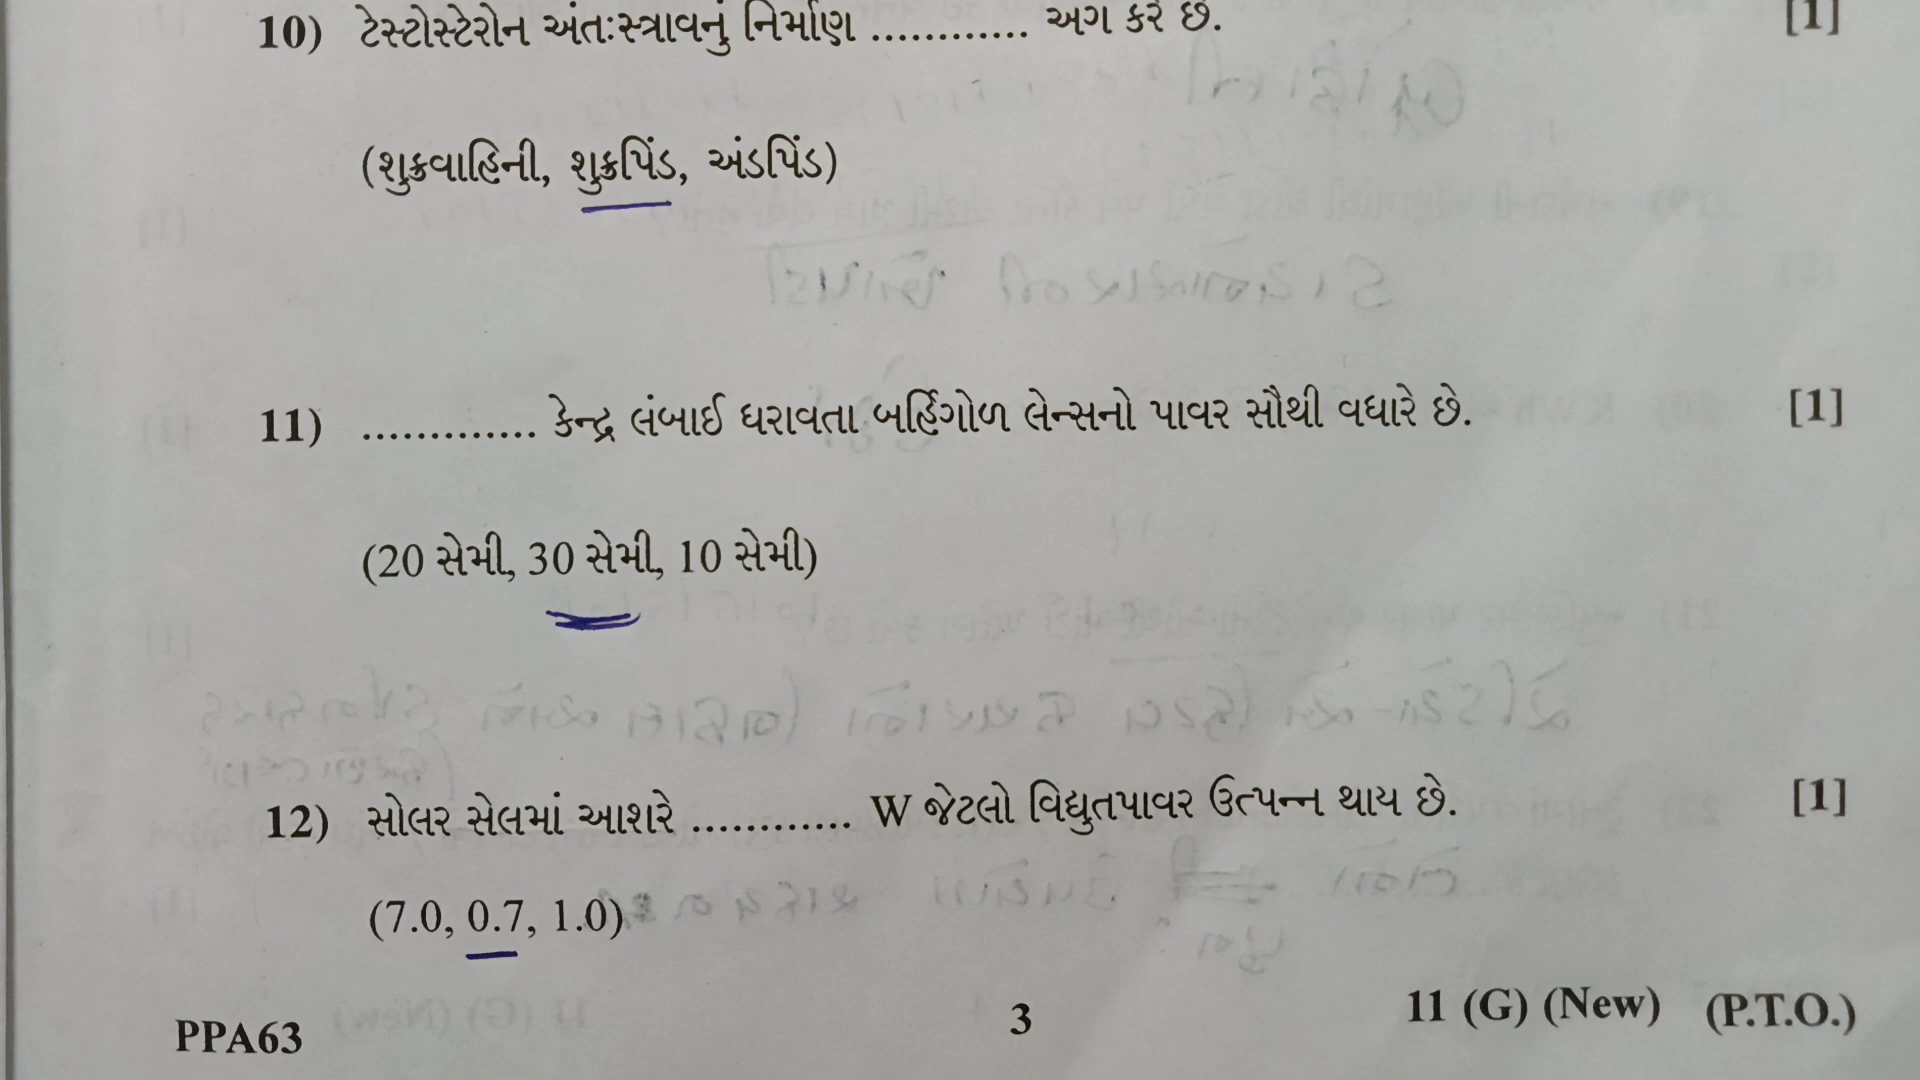 10) ટેસ્ટોસ્ટેરોન અંતઃસ્ત્રાવનું નિર્માણ ............ અંગ કરે છે. [1]
(શુક્રવાહિની, શુક્રપિંડ, અંડપિંડ)
11) ............. કેન્દ્ર લંબાઈ ધરાવતા બર્હિગોળ લેન્સનો પાવર સૌથી વધારે છે. [1]
(20 સેમી, 30 સેમી, 10 સેમી)
12) સોલર સેલમાં આશરે ............ W જેટલો વિદ્યુતપાવર ઉત્પન્ન થાય છે. [1]
(7.0, 0.7, 1.0)
PPA63 3 11 (G) (New) (P.T.O.)